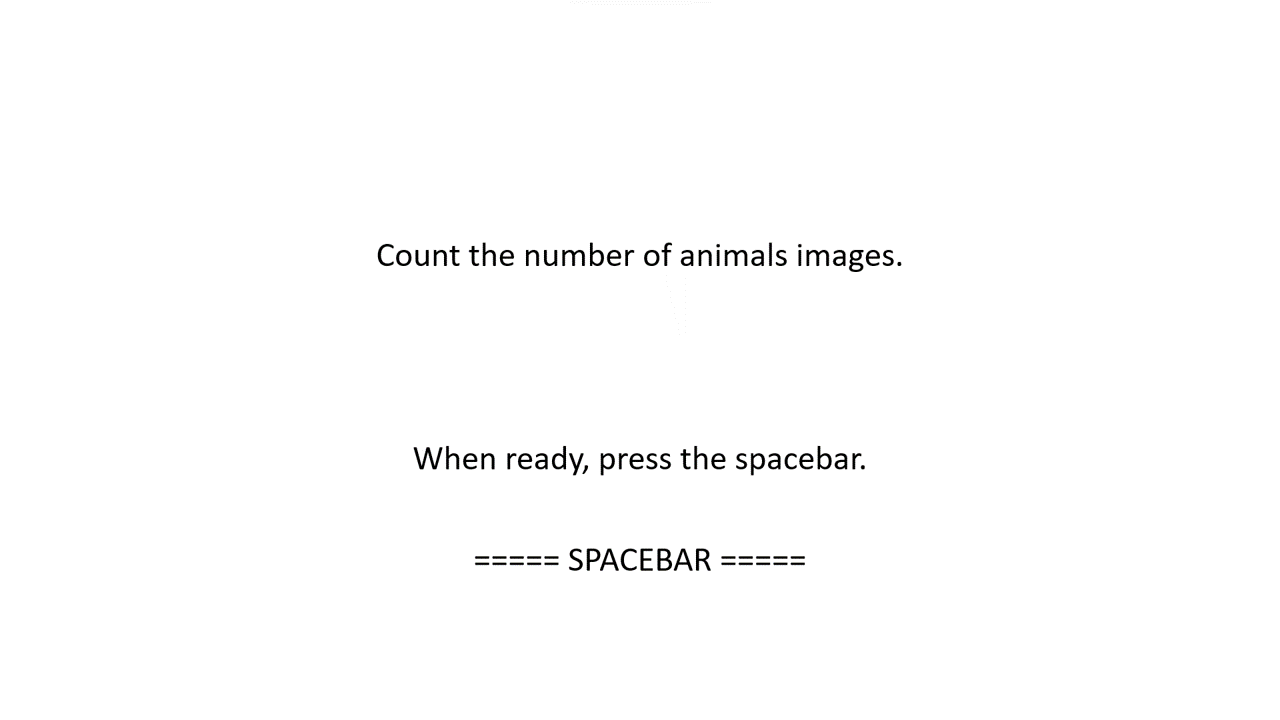 Count the number of animals images.
When ready, press the spacebar.
===== SPACEBAR =====